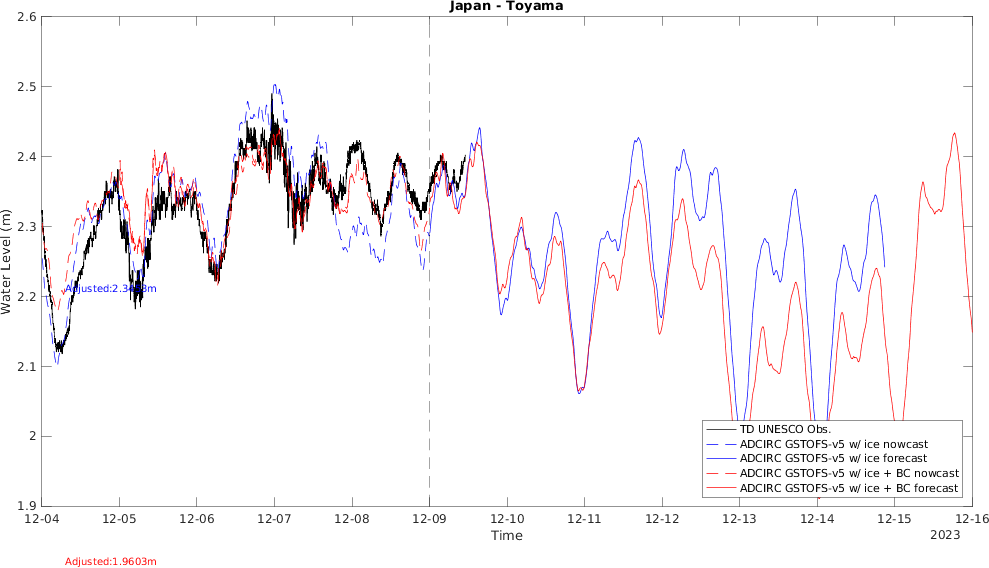 Japan - Toyama
2.6
2.5
2.4
2.3
2.2
2.1
2
1.9
Water Level (m)
TD UNESCO Obs.
ADCIRC GSTOFS-v5 w/ ice nowcast
ADCIRC GSTOFS-v5 w/ ice forecast
ADCIRC GSTOFS-v5 w/ ice + BC nowcast
ADCIRC GSTOFS-v5 w/ ice + BC forecast
12-04 12-05 12-06 12-07 12-08 12-09 12-10 12-11 12-12 12-13 12-14 12-15 12-16
Time
2023
Adjusted:1.9603m